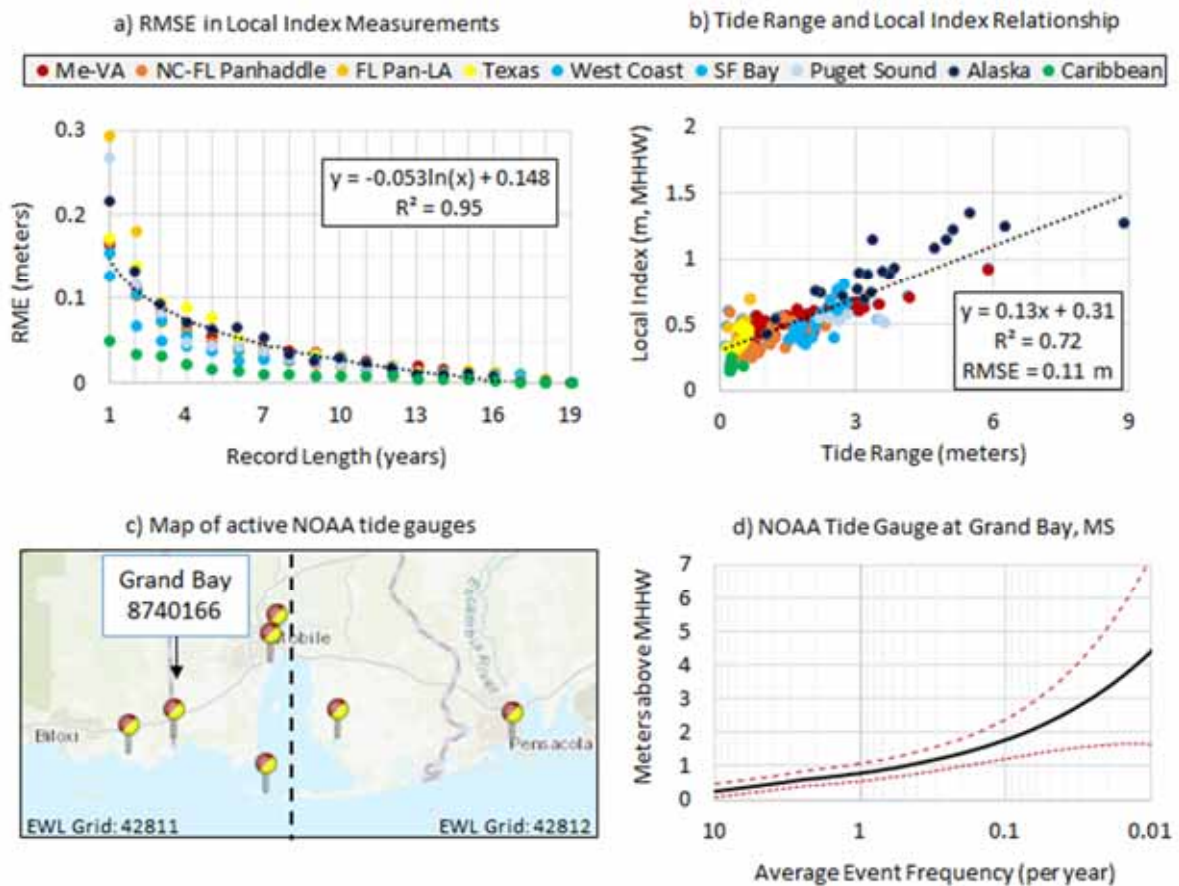 a) RMSE in Local Index Measurements
b) Tide Range and Local Index Relationship
Me-VA NC-FL Panhaddle FL Pan-LA Texas West Coast SF Bay Puget Sound Alaska Caribbean
RME (meters)
0.3
0.2
0.1
0
y = -0.053ln(x) + 0.148
R² = 0.95
1 4 7 10 13 16 19
Record Length (years)
Local Index (m, MHHW)
2
1.5
1
0.5
0
y = 0.13x + 0.31
R² = 0.72
RMSE = 0.11 m
0 3 6 9
Tide Range (meters)
c) Map of active NOAA tide gauges
Grand Bay
8740166
Mobile
Escambia River
Biloxi
Pensacola
EWL Grid: 42811
EWL Grid: 42812
d) NOAA Tide Gauge at Grand Bay, MS
Meters above MHHW
7
6
5
4
3
2
1
0
10 1 0.1 0.01
Average Event Frequency (per year)